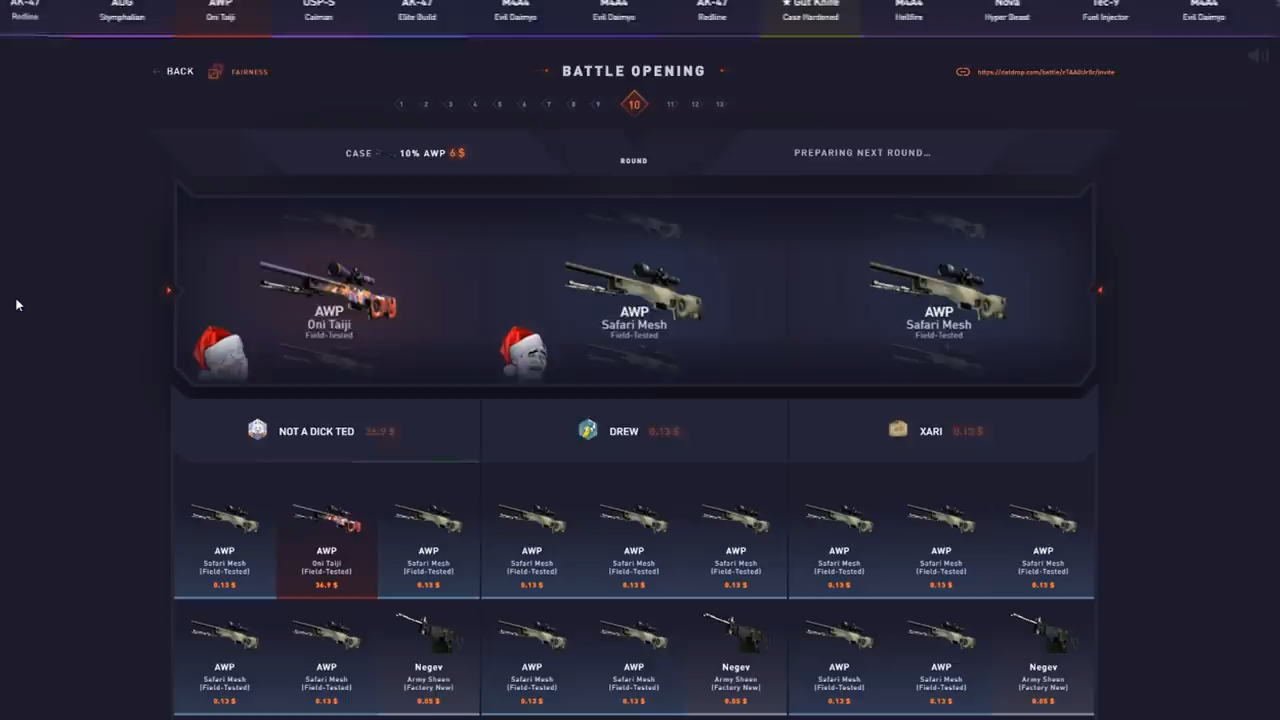 AK-47 AUG AWP USP-S AK-47 M4A4 M4A4 AK-47 ★ Gut Knife M4A4 Nova Tec-9 M4A4
Redline Stymphalian Oni Taiji Caiman Elite Build Evil Daimyo Evil Daimyo Redline Case Hardened Hellfire Hyper Beast Fuel Injector Evil Daimyo
← BACK FAIRNESS BATTLE OPENING
1 2 3 4 5 6 7 8 9 10 11 12 13
CASE 10% AWP 6 $ PREPARING NEXT ROUND...
ROUND
AWP AWP AWP
Oni Taiji Safari Mesh Safari Mesh
Field-Tested Field-Tested Field-Tested
NOT A DICK TED 36.9 $ DREW 0.13 $ XARI 0.13 $
AWP AWP AWP AWP AWP AWP AWP AWP AWP
Safari Mesh Oni Taiji Safari Mesh Safari Mesh Safari Mesh Safari Mesh Safari Mesh Safari Mesh Safari Mesh
(Field-Tested) (Field-Tested) (Field-Tested) (Field-Tested) (Field-Tested) (Field-Tested) (Field-Tested) (Field-Tested) (Field-Tested)
0.13 $ 36.9 $ 0.13 $ 0.13 $ 0.13 $ 0.13 $ 0.13 $ 0.13 $ 0.13 $
AWP AWP Negev AWP AWP Negev AWP AWP Negev
Safari Mesh Safari Mesh Army Sheen Safari Mesh Safari Mesh Army Sheen Safari Mesh Safari Mesh Army Sheen
(Field-Tested) (Field-Tested) (Factory New) (Field-Tested) (Field-Tested) (Factory New) (Field-Tested) (Field-Tested) (Factory New)
0.13 $ 0.13 $ 0.05 $ 0.13 $ 0.13 $ 0.05 $ 0.13 $ 0.13 $ 0.05 $